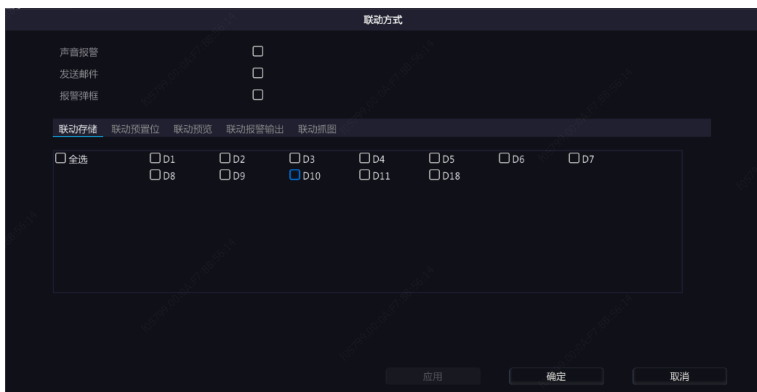 联动方式
声音报警
发送邮件
报警弹框
联动存储 联动预置位 联动预览 联动报警输出 联动抓图
全选 D1 D2 D3 D4 D5 D6 D7
D8 D9 D10 D11 D18
应用 确定 取消